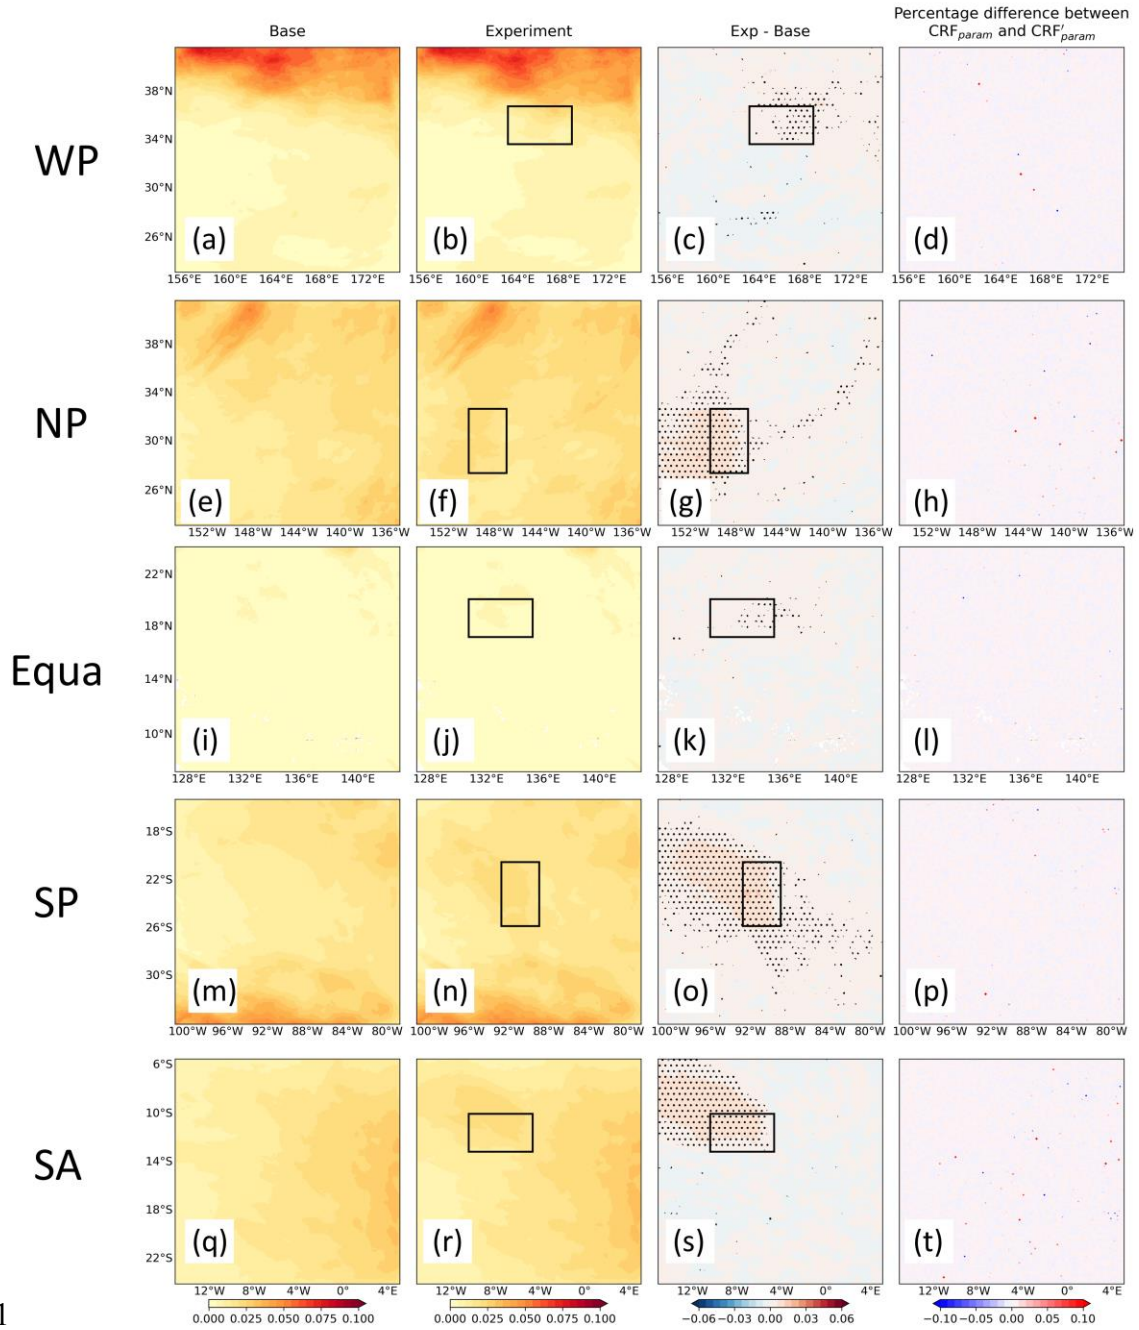 Base
Experiment
Exp - Base
Percentage difference between
CRF_param and CRF′_param
WP
38°N
34°N
30°N
26°N
(a)
(b)
(c)
(d)
156°E 160°E 164°E 168°E 172°E
156°E 160°E 164°E 168°E 172°E
156°E 160°E 164°E 168°E 172°E
156°E 160°E 164°E 168°E 172°E
NP
38°N
34°N
30°N
26°N
(e)
(f)
(g)
(h)
152°W 148°W 144°W 140°W 136°W
152°W 148°W 144°W 140°W 136°W
152°W 148°W 144°W 140°W 136°W
152°W 148°W 144°W 140°W 136°W
Equa
22°N
18°N
14°N
10°N
(i)
(j)
(k)
(l)
128°E 132°E 136°E 140°E
128°E 132°E 136°E 140°E
128°E 132°E 136°E 140°E
128°E 132°E 136°E 140°E
SP
18°S
22°S
26°S
30°S
(m)
(n)
(o)
(p)
100°W 96°W 92°W 88°W 84°W 80°W
100°W 96°W 92°W 88°W 84°W 80°W
100°W 96°W 92°W 88°W 84°W 80°W
100°W 96°W 92°W 88°W 84°W 80°W
SA
6°S
10°S
14°S
18°S
22°S
(q)
(r)
(s)
(t)
12°W 8°W 4°W 0° 4°E
12°W 8°W 4°W 0° 4°E
12°W 8°W 4°W 0° 4°E
12°W 8°W 4°W 0° 4°E
0.000 0.025 0.050 0.075 0.100
0.000 0.025 0.050 0.075 0.100
−0.06 −0.03 0.00 0.03 0.06
−0.10 −0.05 0.00 0.05 0.10
1